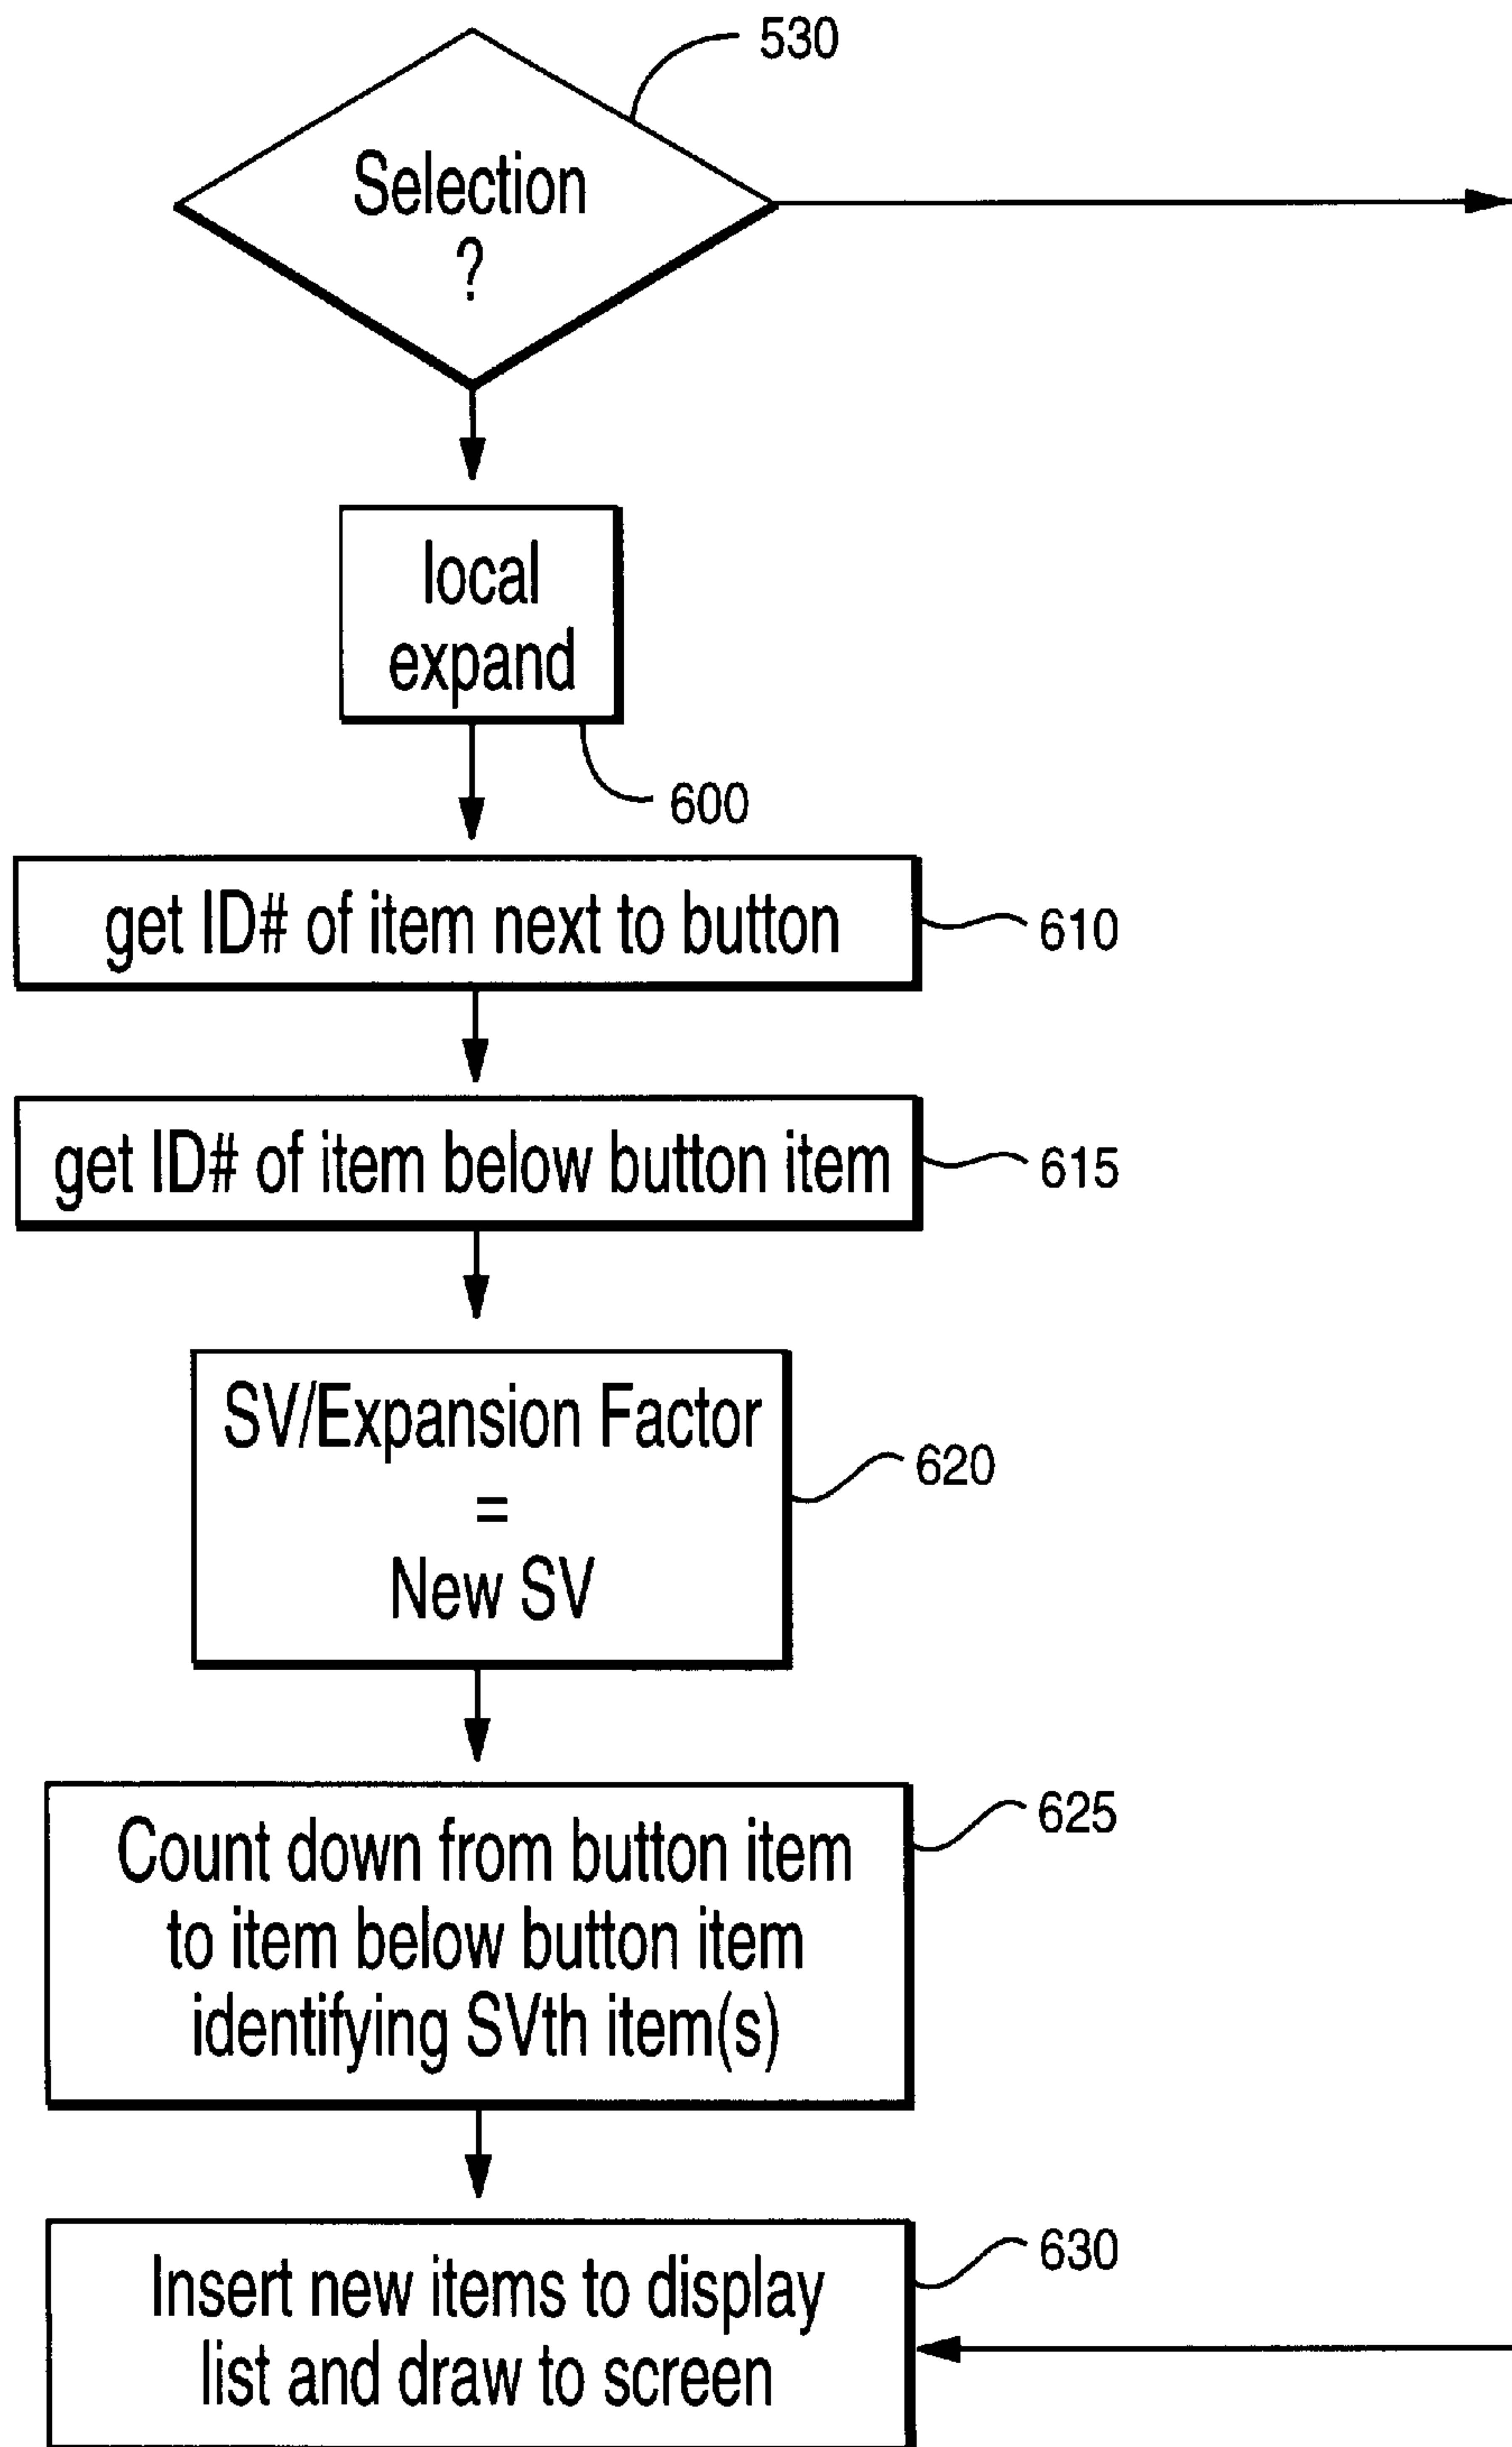 530
Selection
?
local
expand
600
get ID# of item next to button
610
get ID# of item below button item
615
SV/Expansion Factor
=
New SV
620
Count down from button item
to item below button item
identifying SVth item(s)
625
Insert new items to display
list and draw to screen
630